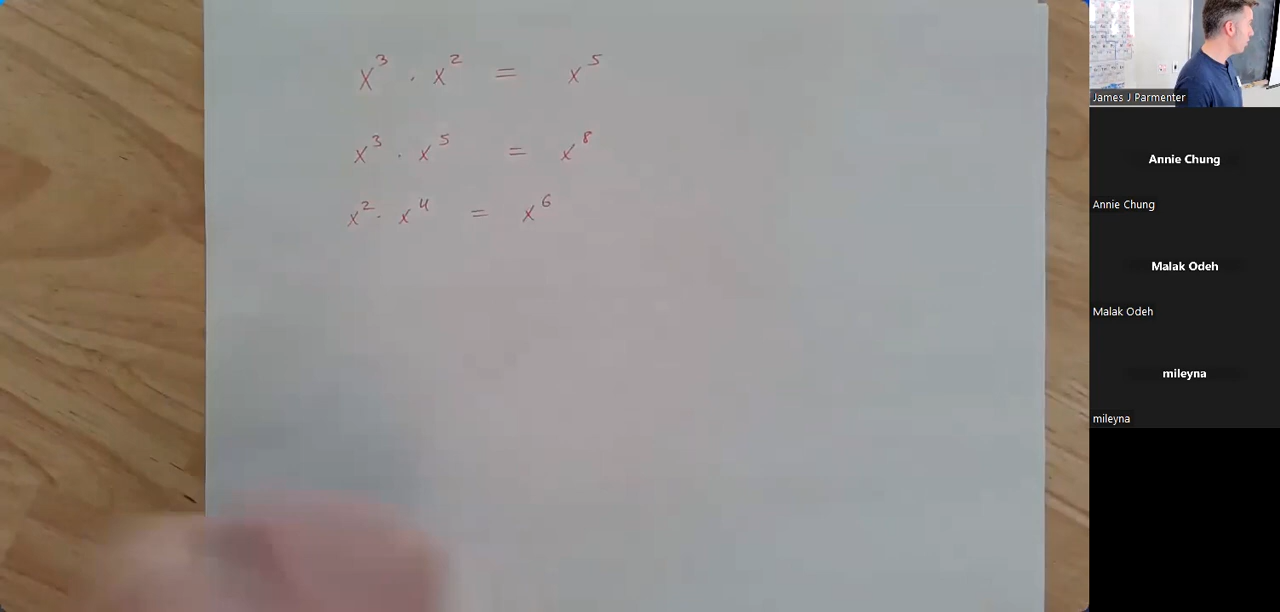 x³ · x² = x⁵
x³ · x⁵ = x⁸
x² · x⁴ = x⁶
James J Parmenter
Annie Chung
Annie Chung
Malak Odeh
Malak Odeh
mileyna
mileyna